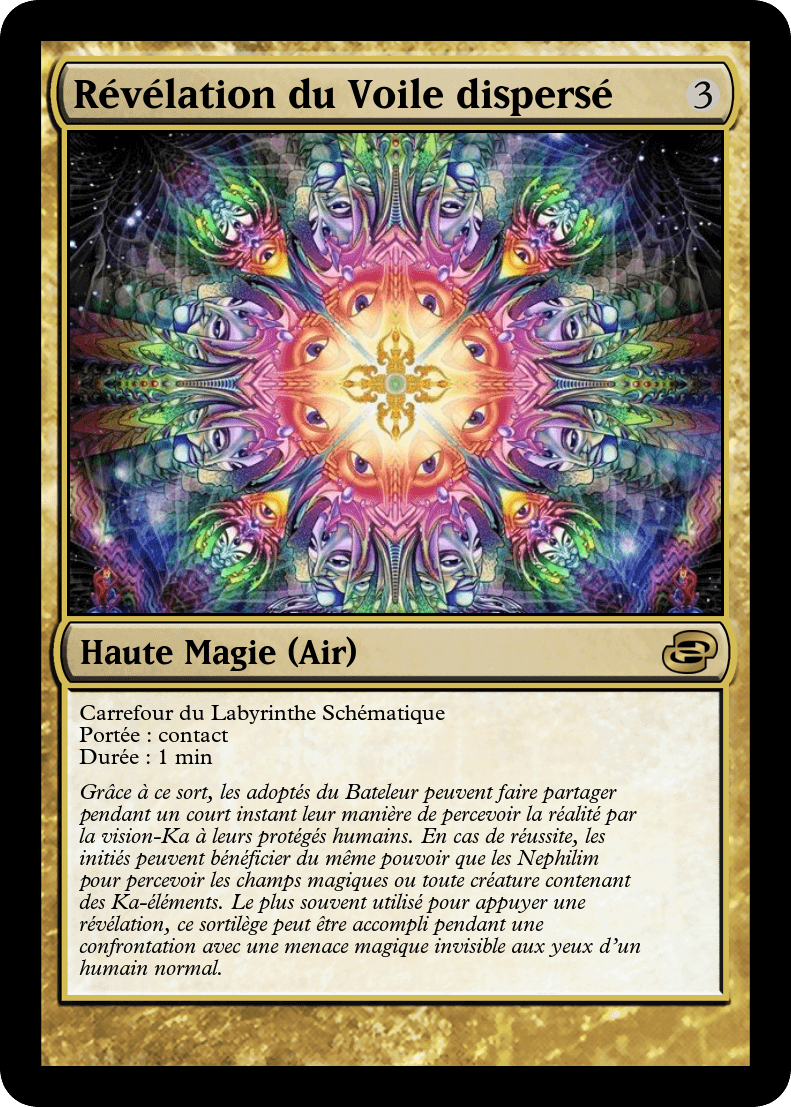 Révélation du Voile dispersé
3
Haute Magie (Air)
Carrefour du Labyrinthe Schématique
Portée : contact
Durée : 1 min
Grâce à ce sort, les adoptés du Bateleur peuvent faire partager
pendant un court instant leur manière de percevoir la réalité par
la vision-Ka à leurs protégés humains. En cas de réussite, les
initiés peuvent bénéficier du même pouvoir que les Nephilim
pour percevoir les champs magiques ou toute créature contenant
des Ka-éléments. Le plus souvent utilisé pour appuyer une
révélation, ce sortilège peut être accompli pendant une
confrontation avec une menace magique invisible aux yeux d'un
humain normal.